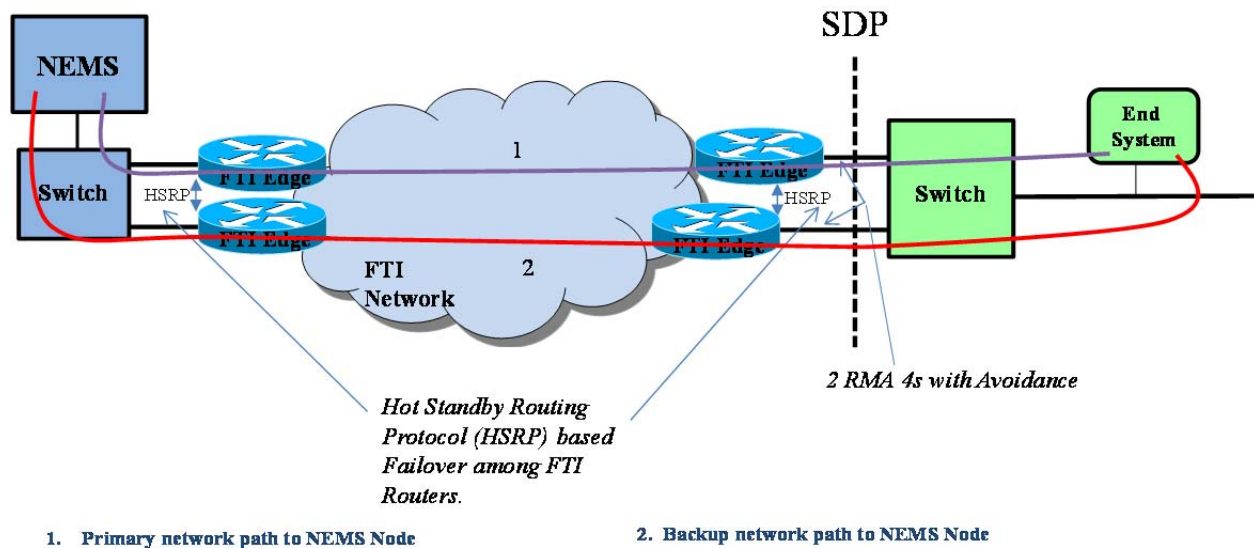 SDP
NEMS
End
System
1
FTI Edge
FTI Edge
Switch
HSRP
HSRP
Switch
FTI Edge
FTI Edge
FTI
Network
2
2 RMA 4s with Avoidance
Hot Standby Routing
Protocol (HSRP) based
Failover among FTI
Routers.
1. Primary network path to NEMS Node
2. Backup network path to NEMS Node